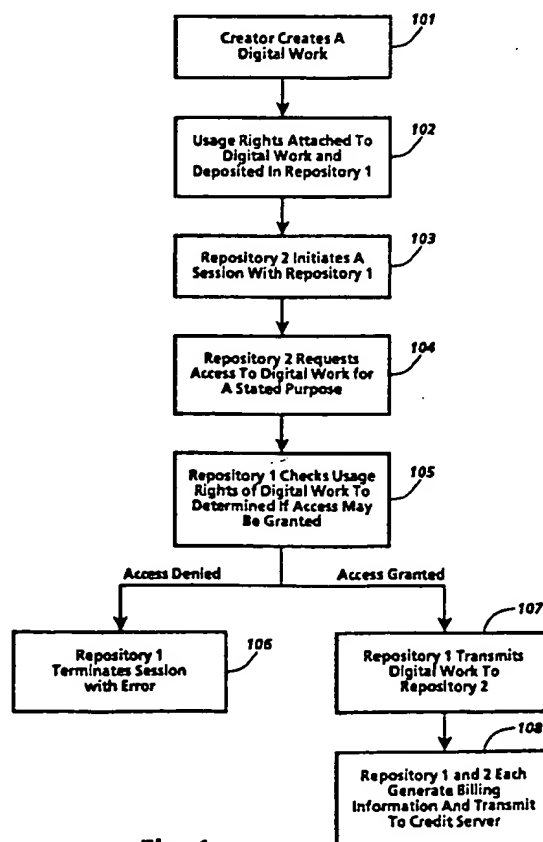 101
Creator Creates A
Digital Work
102
Usage Rights Attached To
Digital Work and
Deposited In Repository 1
103
Repository 2 Initiates A
Session With Repository 1
104
Repository 2 Requests
Access To Digital Work for
A Stated Purpose
105
Repository 1 Checks Usage
Rights of Digital Work To
Determined If Access May
Be Granted
Access Denied
Access Granted
106
Repository 1
Terminates Session
with Error
107
Repository 1 Transmits
Digital Work To
Repository 2
108
Repository 1 and 2 Each
Generate Billing
Information And Transmit
To Credit Server